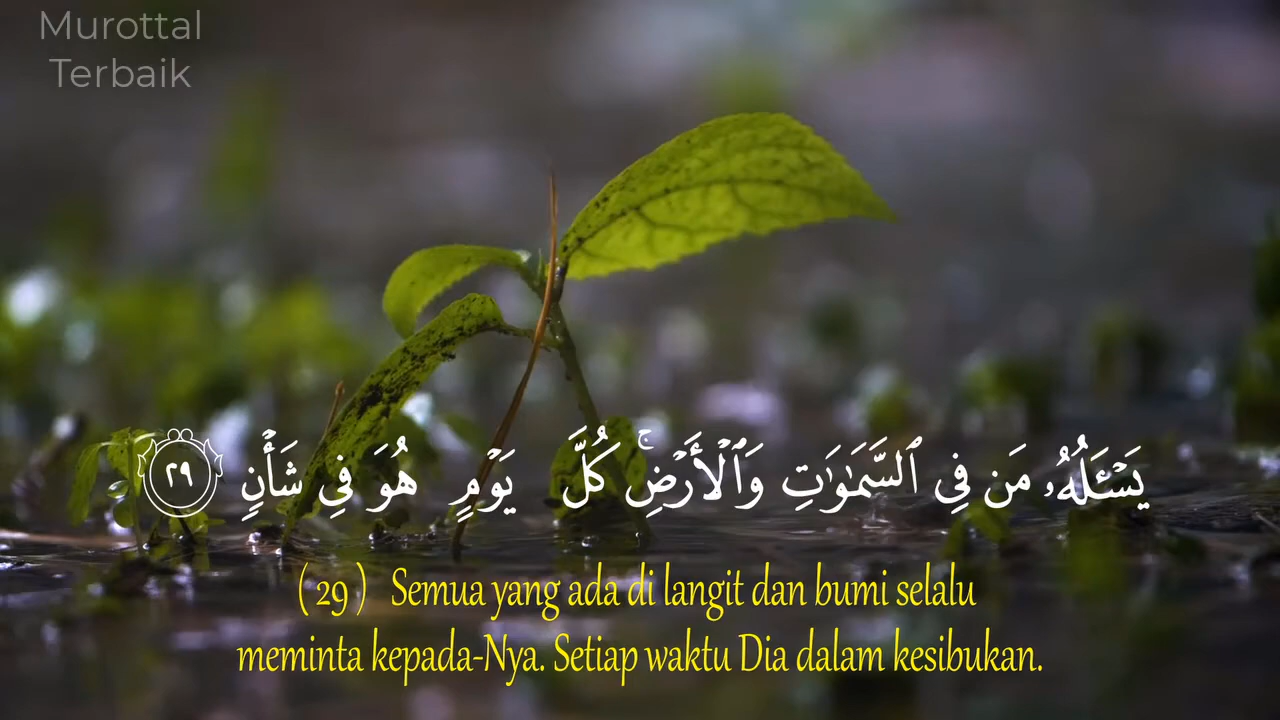 Murottal
Terbaik
يَسْـَٔلُهُۥ مَن فِى ٱلسَّمَـٰوَٰتِ وَٱلْأَرْضِ ۚ كُلَّ يَوْمٍ هُوَ فِى شَأْنٍ ٢٩
( 29 ) Semua yang ada di langit dan bumi selalu
meminta kepada-Nya. Setiap waktu Dia dalam kesibukan.